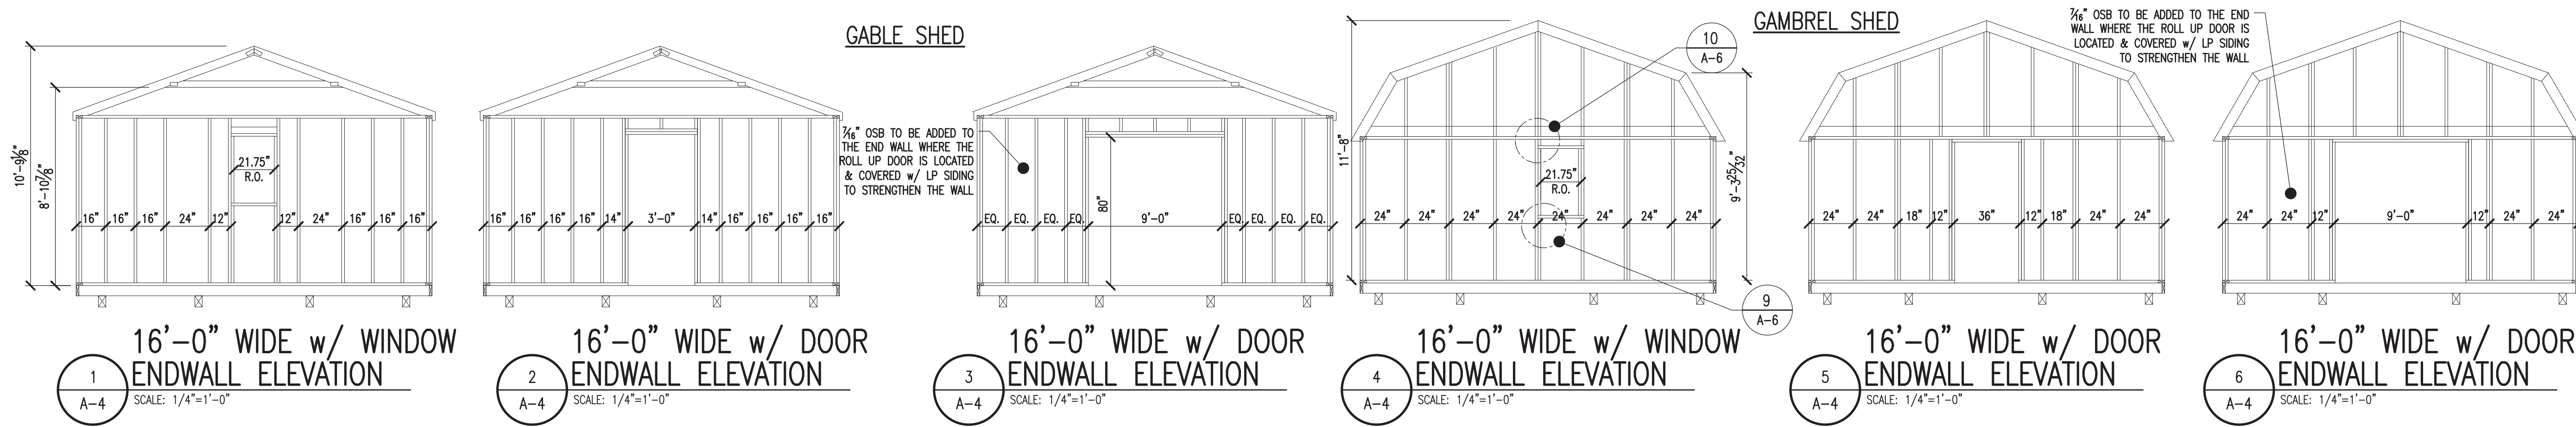 GABLE SHED
GAMBREL SHED
10'-9 1/8"
8'-10 7/8"
21.75"
R.O.
16" 16" 16" 24" 12" 12" 24" 16" 16" 16"
16'-0" WIDE w/ WINDOW
1 ENDWALL ELEVATION
A-4 SCALE: 1/4"=1'-0"
16" 16" 16" 16" 14" 3'-0" 14" 16" 16" 16" 16"
16'-0" WIDE w/ DOOR
2 ENDWALL ELEVATION
A-4 SCALE: 1/4"=1'-0"
7/16" OSB TO BE ADDED TO
THE END WALL WHERE THE
ROLL UP DOOR IS LOCATED
& COVERED w/ LP SIDING
TO STRENGTHEN THE WALL
80"
EQ. EQ. EQ. EQ. 9'-0" EQ. EQ. EQ. EQ.
16'-0" WIDE w/ DOOR
3 ENDWALL ELEVATION
A-4 SCALE: 1/4"=1'-0"
10
A-6
11'-8"
9'-3 25/32"
21.75"
R.O.
24" 24" 24" 24" 24" 24" 24" 24"
9
A-6
16'-0" WIDE w/ WINDOW
4 ENDWALL ELEVATION
A-4 SCALE: 1/4"=1'-0"
24" 24" 18" 12" 36" 12" 18" 24" 24"
16'-0" WIDE w/ DOOR
5 ENDWALL ELEVATION
A-4 SCALE: 1/4"=1'-0"
7/16" OSB TO BE ADDED TO THE END
WALL WHERE THE ROLL UP DOOR IS
LOCATED & COVERED w/ LP SIDING
TO STRENGTHEN THE WALL
24" 24" 12" 9'-0" 12" 24" 24"
16'-0" WIDE w/ DOOR
6 ENDWALL ELEVATION
A-4 SCALE: 1/4"=1'-0"